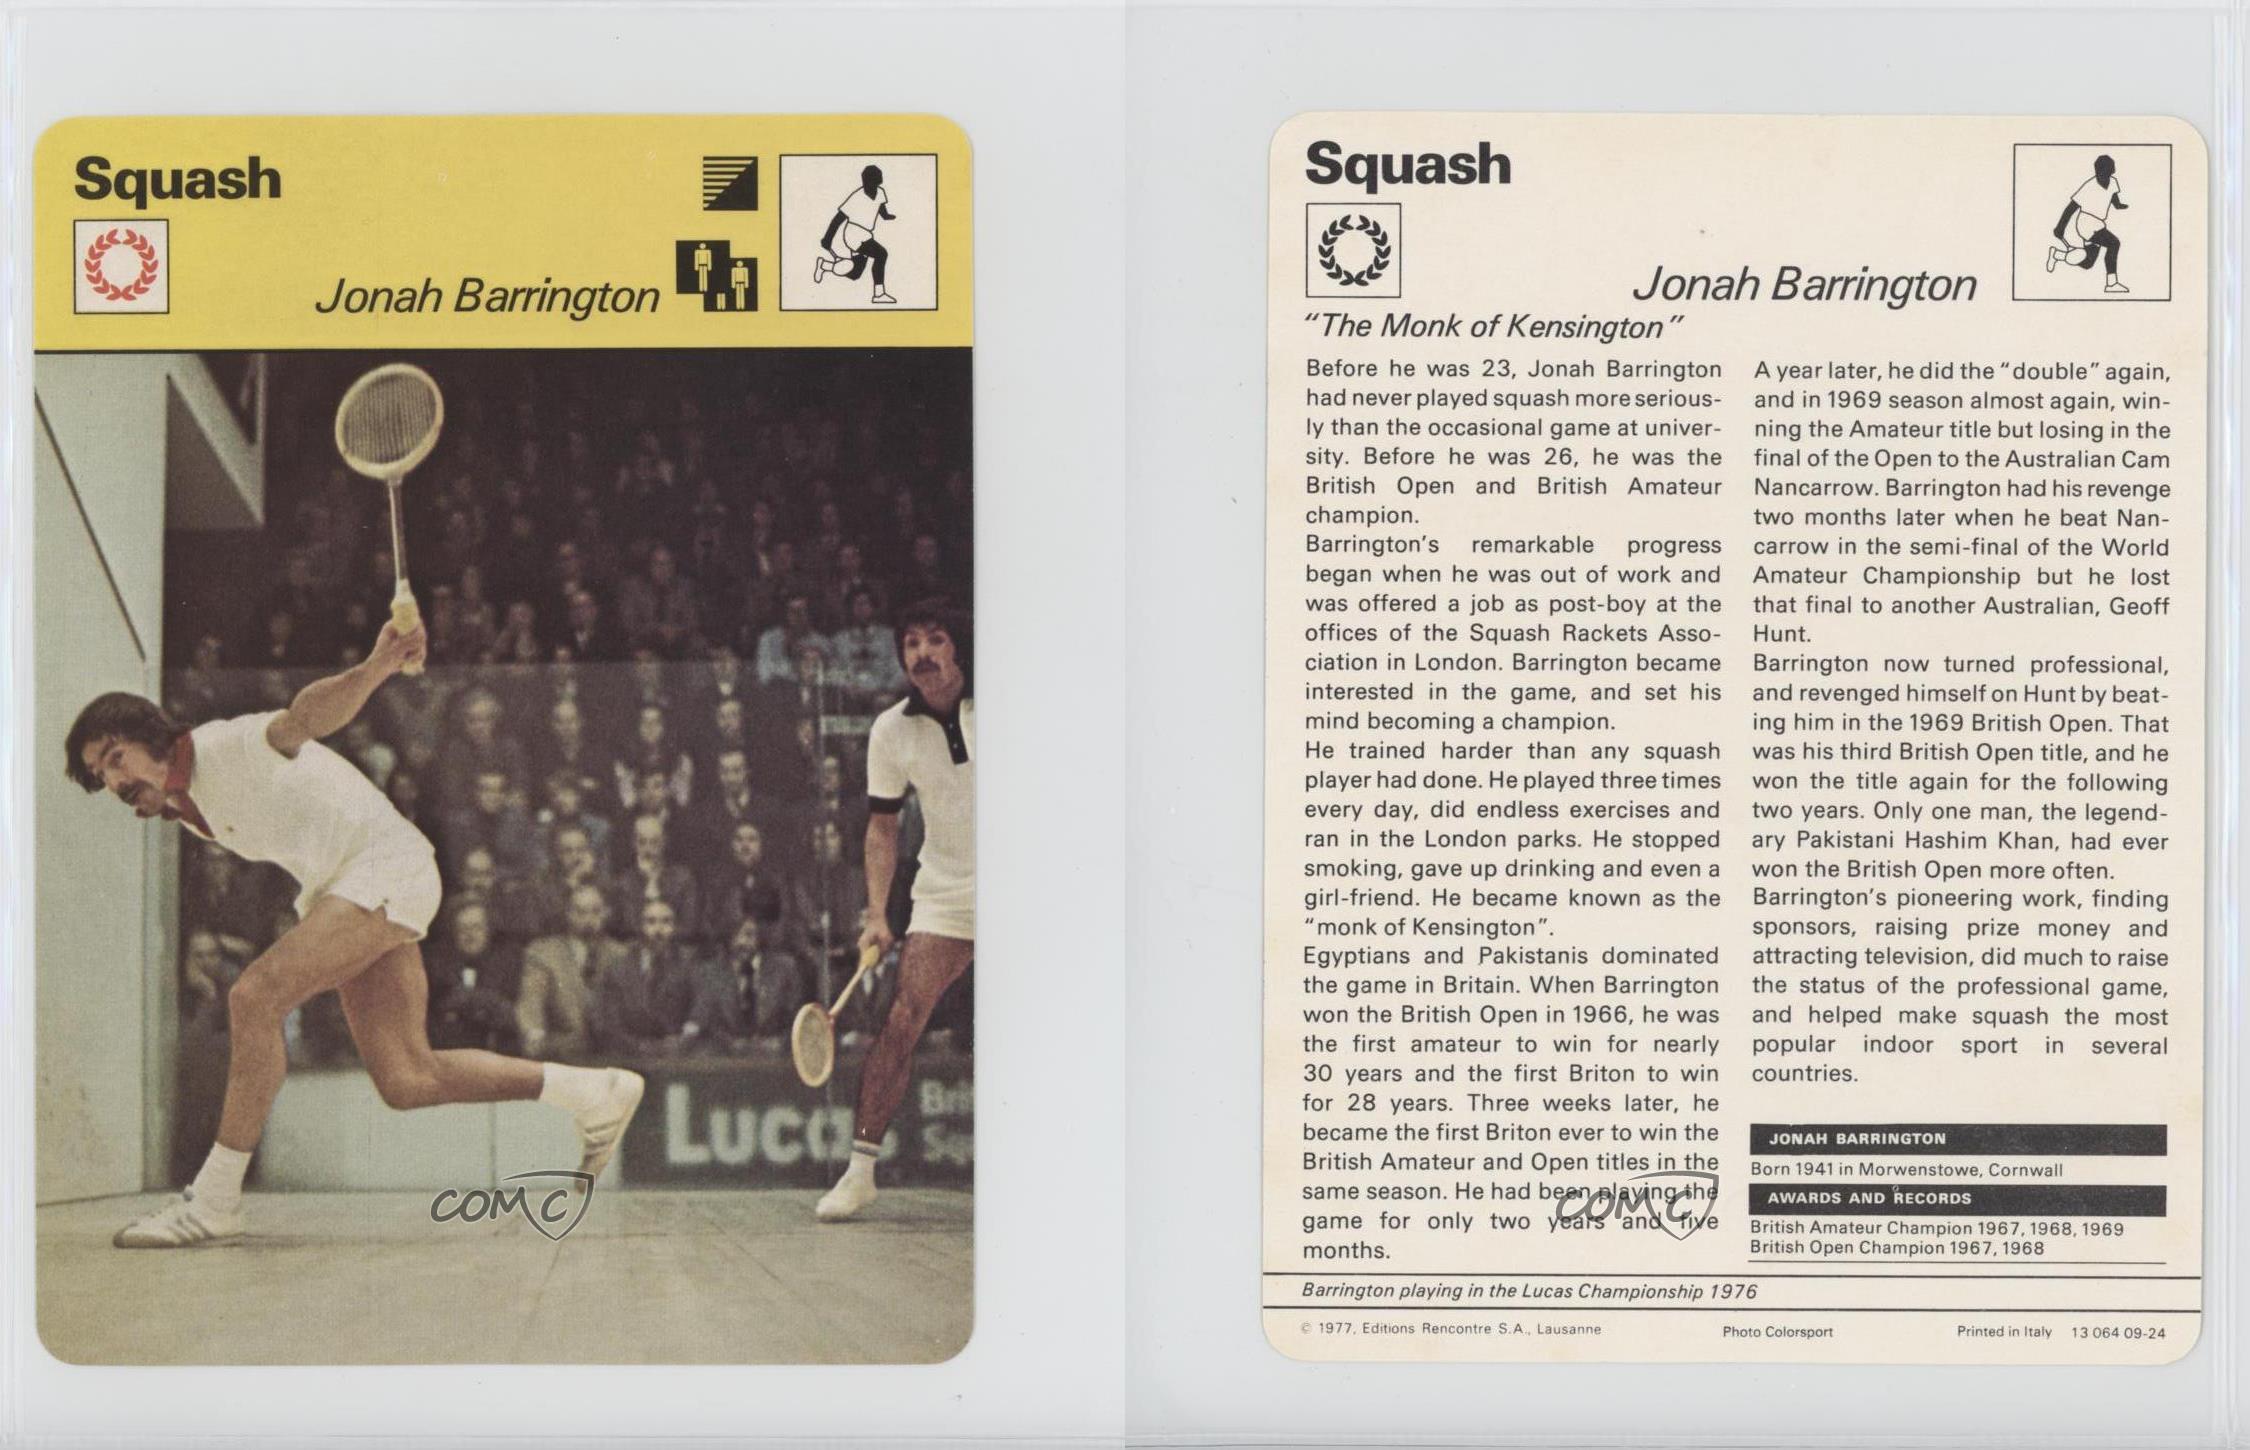 Squash
Jonah Barrington
Lucas
COMC
Squash
Jonah Barrington
"The Monk of Kensington"
Before he was 23, Jonah Barrington
had never played squash more serious-
ly than the occasional game at univer-
sity. Before he was 26, he was the
British Open and British Amateur
champion.
Barrington's remarkable progress
began when he was out of work and
was offered a job as post-boy at the
offices of the Squash Rackets Asso-
ciation in London. Barrington became
interested in the game, and set his
mind becoming a champion.
He trained harder than any squash
player had done. He played three times
every day, did endless exercises and
ran in the London parks. He stopped
smoking, gave up drinking and even a
girl-friend. He became known as the
"monk of Kensington".
Egyptians and Pakistanis dominated
the game in Britain. When Barrington
won the British Open in 1966, he was
the first amateur to win for nearly
30 years and the first Briton to win
for 28 years. Three weeks later, he
became the first Briton ever to win the
British Amateur and Open titles in the
same season. He had been playing the
game for only two years and five
months.
A year later, he did the "double" again,
and in 1969 season almost again, win-
ning the Amateur title but losing in the
final of the Open to the Australian Cam
Nancarrow. Barrington had his revenge
two months later when he beat Nan-
carrow in the semi-final of the World
Amateur Championship but he lost
that final to another Australian, Geoff
Hunt.
Barrington now turned professional,
and revenged himself on Hunt by beat-
ing him in the 1969 British Open. That
was his third British Open title, and he
won the title again for the following
two years. Only one man, the legend-
ary Pakistani Hashim Khan, had ever
won the British Open more often.
Barrington's pioneering work, finding
sponsors, raising prize money and
attracting television, did much to raise
the status of the professional game,
and helped make squash the most
popular indoor sport in several
countries.
JONAH BARRINGTON
Born 1941 in Morwenstowe, Cornwall
AWARDS AND RECORDS
British Amateur Champion 1967, 1968, 1969
British Open Champion 1967, 1968
COMC
Barrington playing in the Lucas Championship 1976
© 1977, Editions Rencontre S.A., Lausanne
Photo Colorsport
Printed in Italy 13 064 09-24